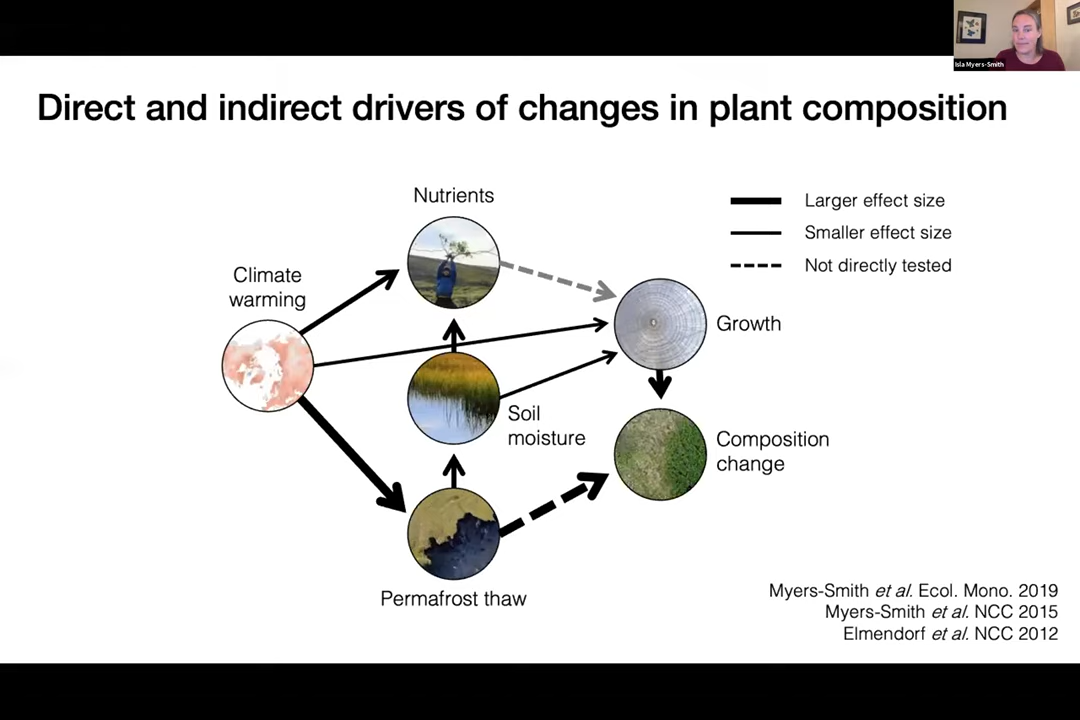 Isla Myers-Smith
Direct and indirect drivers of changes in plant composition
Nutrients
Larger effect size
Smaller effect size
Not directly tested
Climate
warming
Growth
Soil
moisture
Composition
change
Permafrost thaw
Myers-Smith et al. Ecol. Mono. 2019
Myers-Smith et al. NCC 2015
Elmendorf et al. NCC 2012